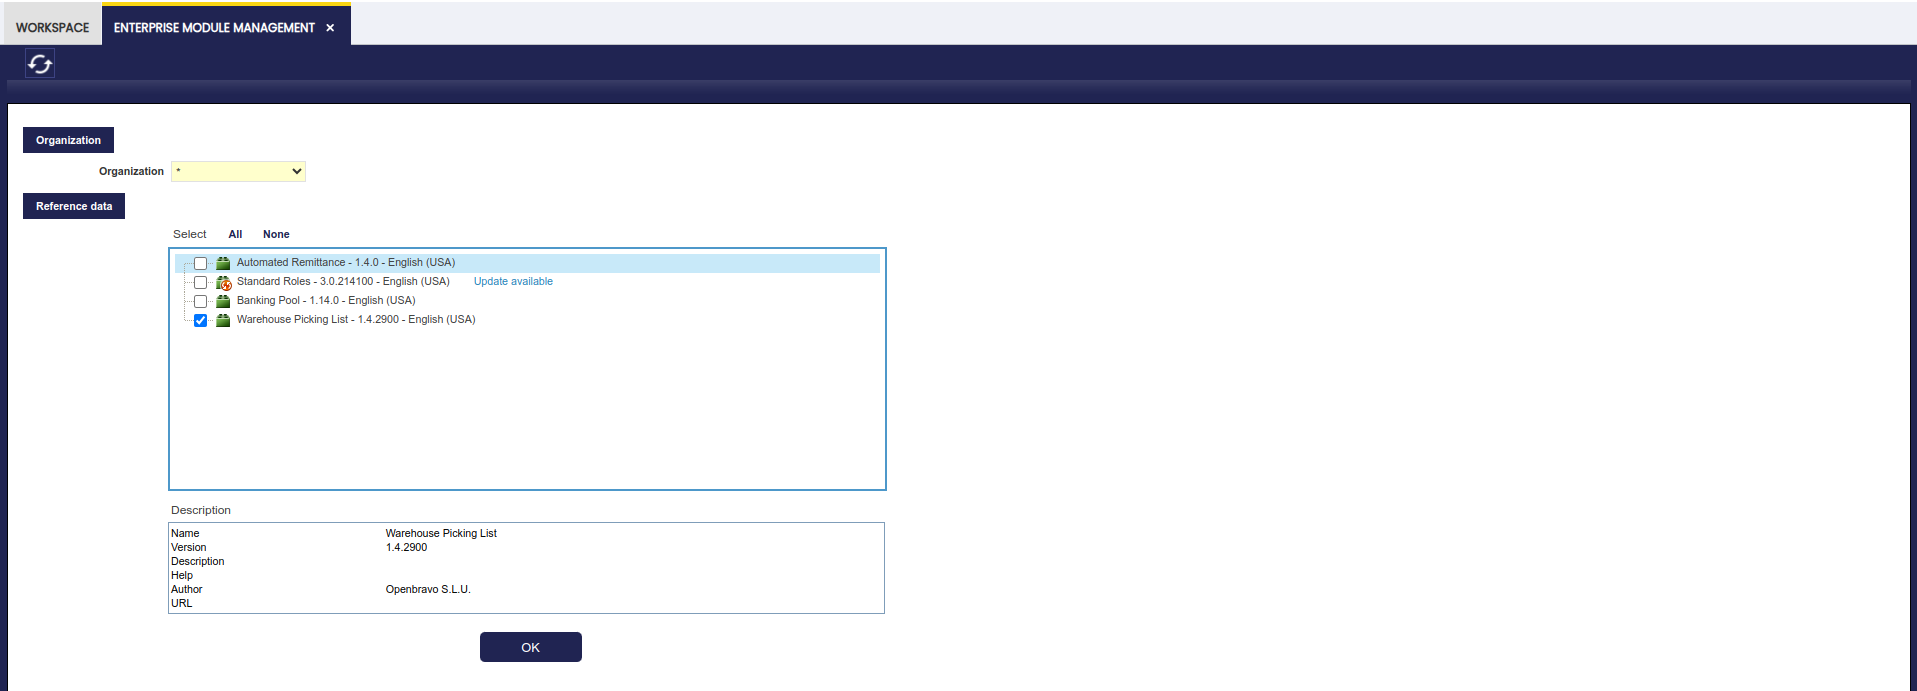 WORKSPACE
ENTERPRISE MODULE MANAGEMENT ×
Organization
Organization *
Reference data
Select All None
Automated Remittance - 1.4.0 - English (USA)
Standard Roles - 3.0.214100 - English (USA) Update available
Banking Pool - 1.14.0 - English (USA)
Warehouse Picking List - 1.4.2900 - English (USA)
Description
Name Warehouse Picking List
Version 1.4.2900
Description
Help
Author Openbravo S.L.U.
URL
OK